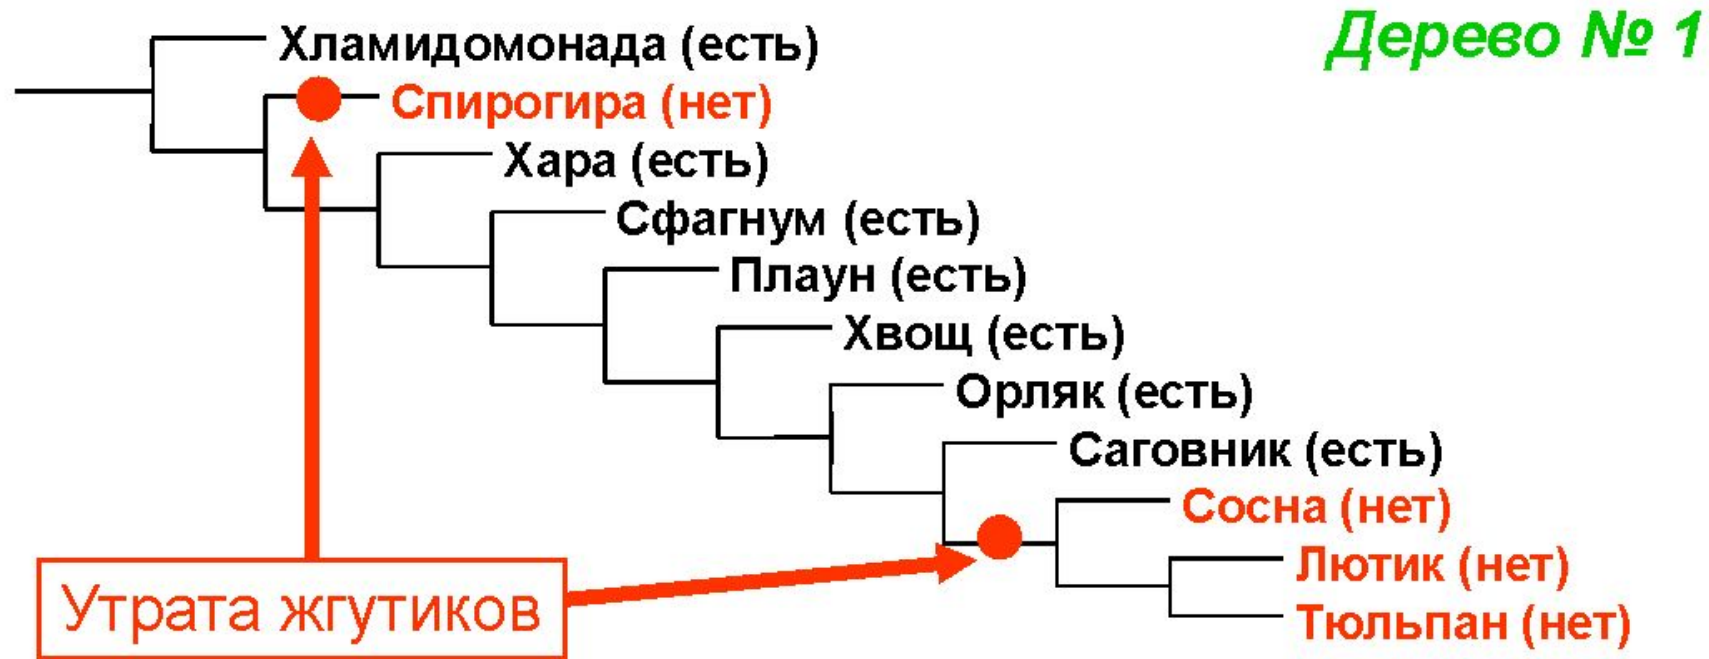 Дерево № 1
Хламидомонада (есть)
Спирогира (нет)
Хара (есть)
Сфагнум (есть)
Плаун (есть)
Хвощ (есть)
Орляк (есть)
Саговник (есть)
Сосна (нет)
Лютик (нет)
Тюльпан (нет)
Утрата жгутиков